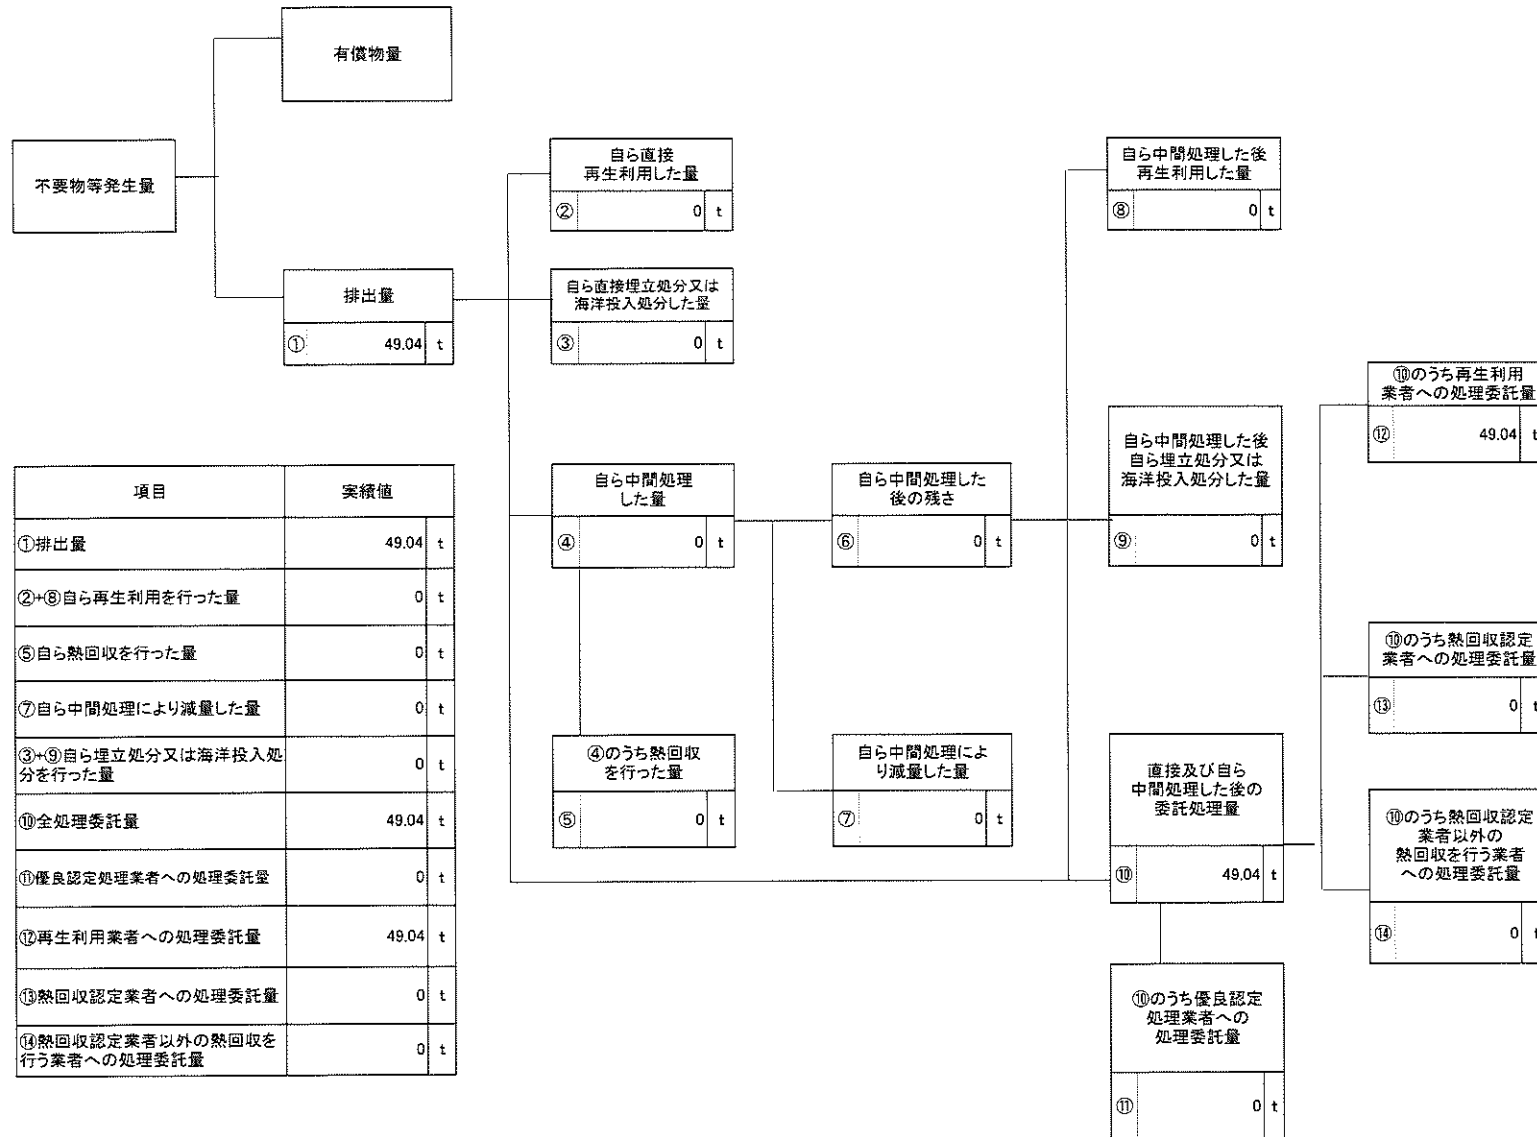 有償物量
不要物等発生量
排出量
① 49.04 t
自ら直接
再生利用した量
② 0 t
自ら直接埋立処分又は
海洋投入処分した量
③ 0 t
自ら中間処理
した量
④ 0 t
④のうち熱回収
を行った量
⑤ 0 t
自ら中間処理した
後の残さ
⑥ 0 t
自ら中間処理によ
り減量した量
⑦ 0 t
自ら中間処理した後
再生利用した量
⑧ 0 t
自ら中間処理した後
自ら埋立処分又は
海洋投入処分した量
⑨ 0 t
直接及び自ら
中間処理した後の
委託処理量
⑩ 49.04 t
⑩のうち優良認定
処理業者への
処理委託量
⑪ 0 t
⑩のうち再生利用
業者への処理委託量
⑫ 49.04 t
⑩のうち熱回収認定
業者への処理委託量
⑬ 0 t
⑩のうち熱回収認定
業者以外の
熱回収を行う業者
への処理委託量
⑭ 0 t
項目 実績値
①排出量 49.04 t
②+⑧自ら再生利用を行った量 0 t
⑤自ら熱回収を行った量 0 t
⑦自ら中間処理により減量した量 0 t
③+⑨自ら埋立処分又は海洋投入処
分を行った量 0 t
⑩全処理委託量 49.04 t
⑪優良認定処理業者への処理委託量 0 t
⑫再生利用業者への処理委託量 49.04 t
⑬熱回収認定業者への処理委託量 0 t
⑭熱回収認定業者以外の熱回収を
行う業者への処理委託量 0 t